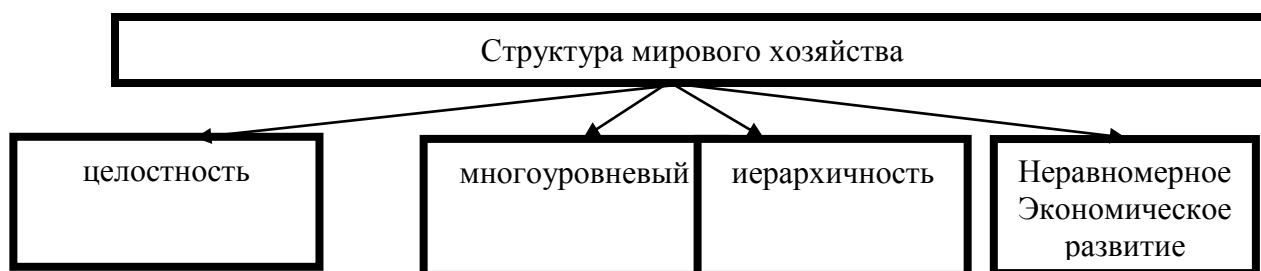 Структура мирового хозяйства
целостность
многоуровневый
иерархичность
Неравномерное
Экономическое
развитие